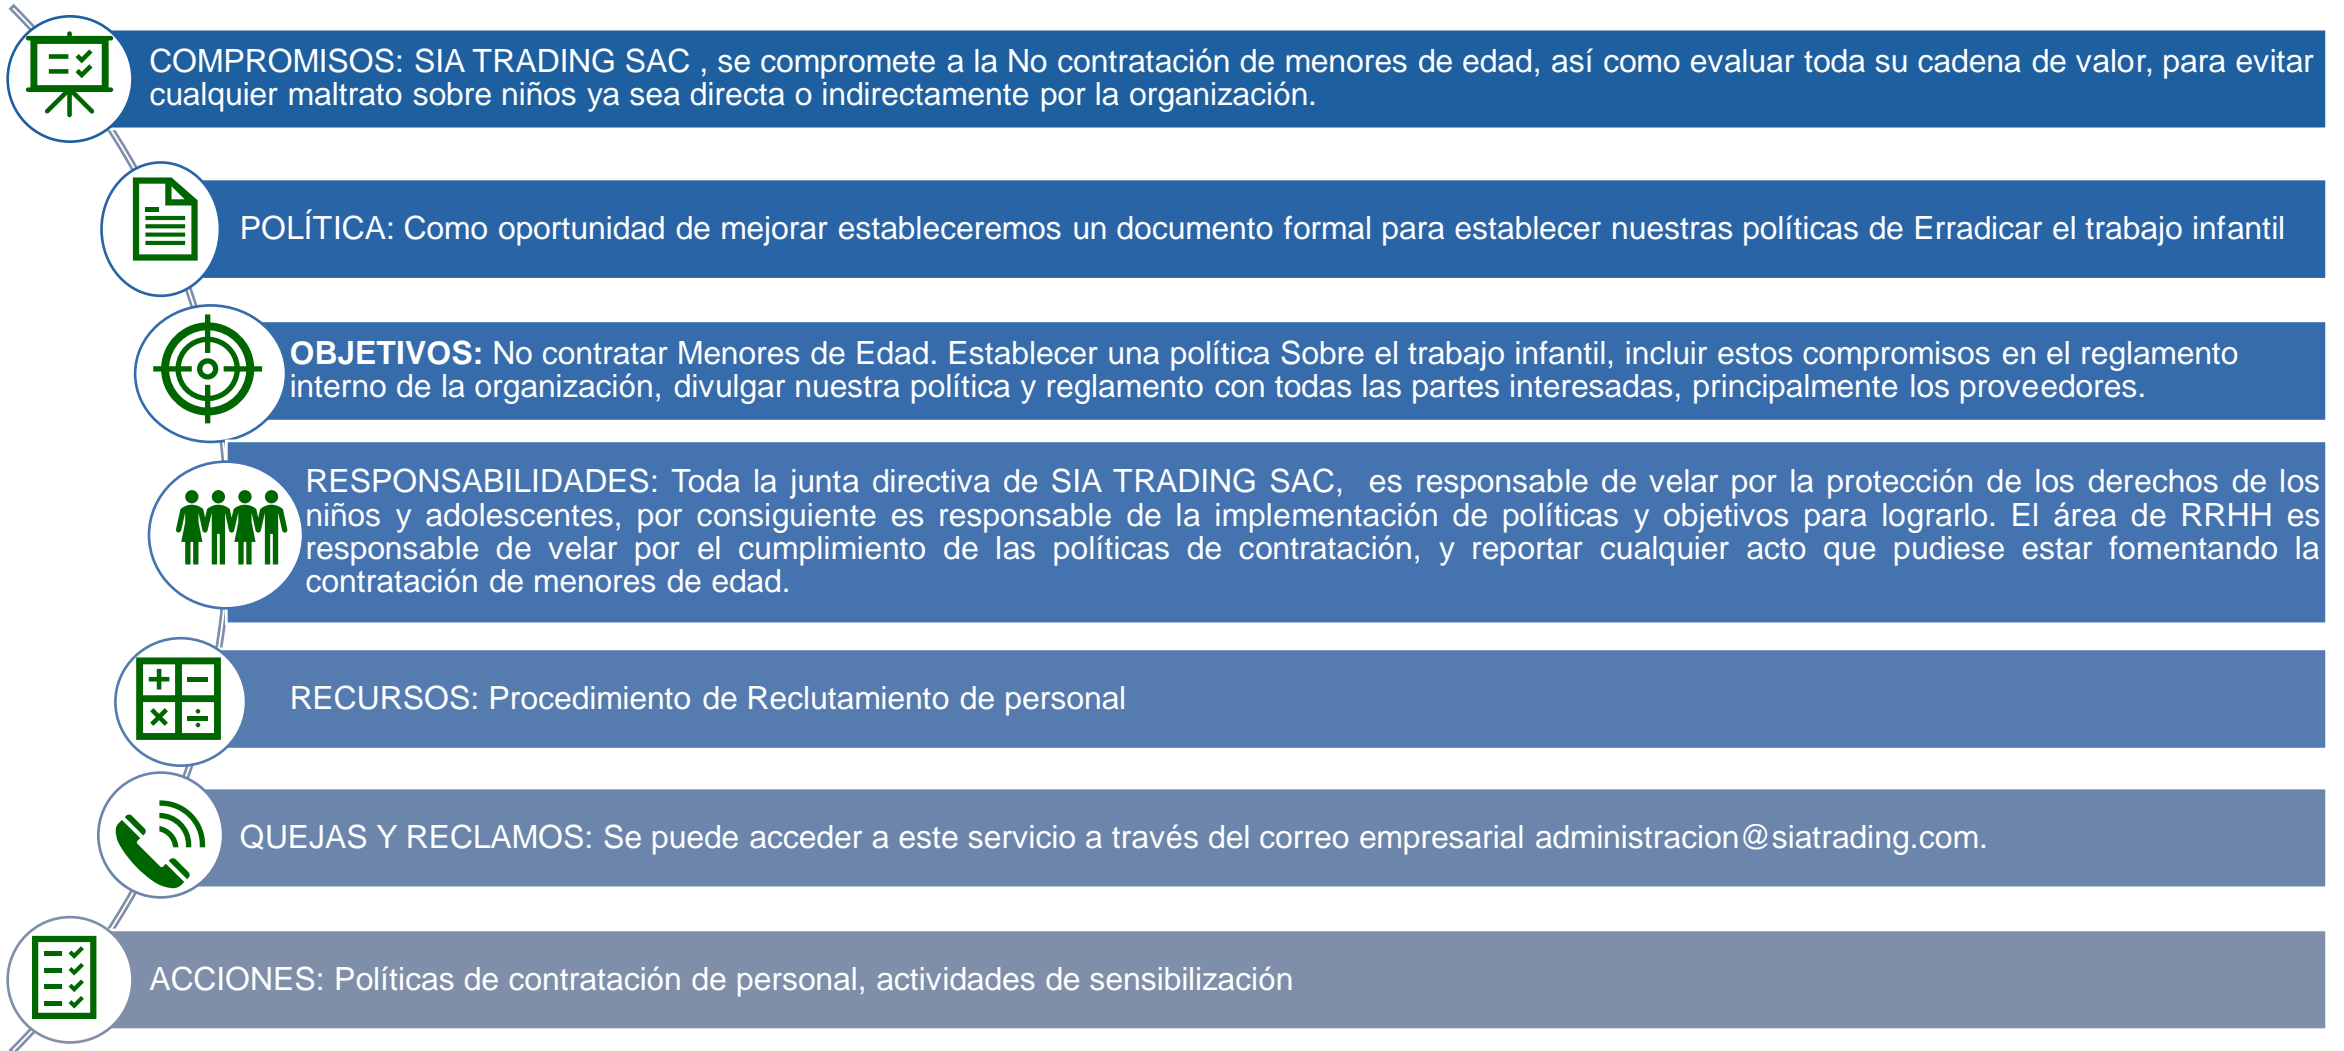 COMPROMISOS: SIA TRADING SAC , se compromete a la No contratación de menores de edad, así como evaluar toda su cadena de valor, para evitar
cualquier maltrato sobre niños ya sea directa o indirectamente por la organización.
POLÍTICA: Como oportunidad de mejorar estableceremos un documento formal para establecer nuestras políticas de Erradicar el trabajo infantil
OBJETIVOS: No contratar Menores de Edad. Establecer una política Sobre el trabajo infantil, incluir estos compromisos en el reglamento
interno de la organización, divulgar nuestra política y reglamento con todas las partes interesadas, principalmente los proveedores.
RESPONSABILIDADES: Toda la junta directiva de SIA TRADING SAC, es responsable de velar por la protección de los derechos de los
niños y adolescentes, por consiguiente es responsable de la implementación de políticas y objetivos para lograrlo. El área de RRHH es
responsable de velar por el cumplimiento de las políticas de contratación, y reportar cualquier acto que pudiese estar fomentando la
contratación de menores de edad.
RECURSOS: Procedimiento de Reclutamiento de personal
QUEJAS Y RECLAMOS: Se puede acceder a este servicio a través del correo empresarial administracion@siatrading.com.
ACCIONES: Políticas de contratación de personal, actividades de sensibilización